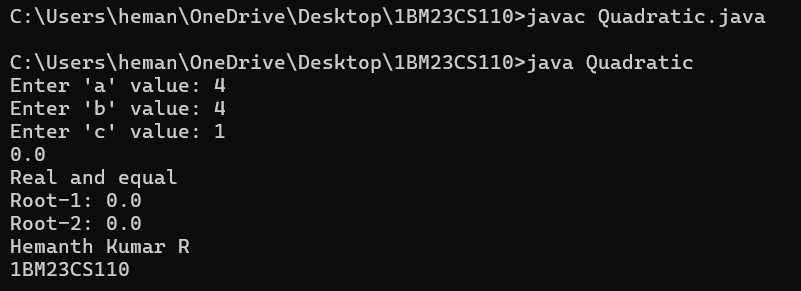 C:\Users\heman\OneDrive\Desktop\1BM23CS110>javac Quadratic.java
C:\Users\heman\OneDrive\Desktop\1BM23CS110>java Quadratic
Enter 'a' value: 4
Enter 'b' value: 4
Enter 'c' value: 1
0.0
Real and equal
Root-1: 0.0
Root-2: 0.0
Hemanth Kumar R
1BM23CS110